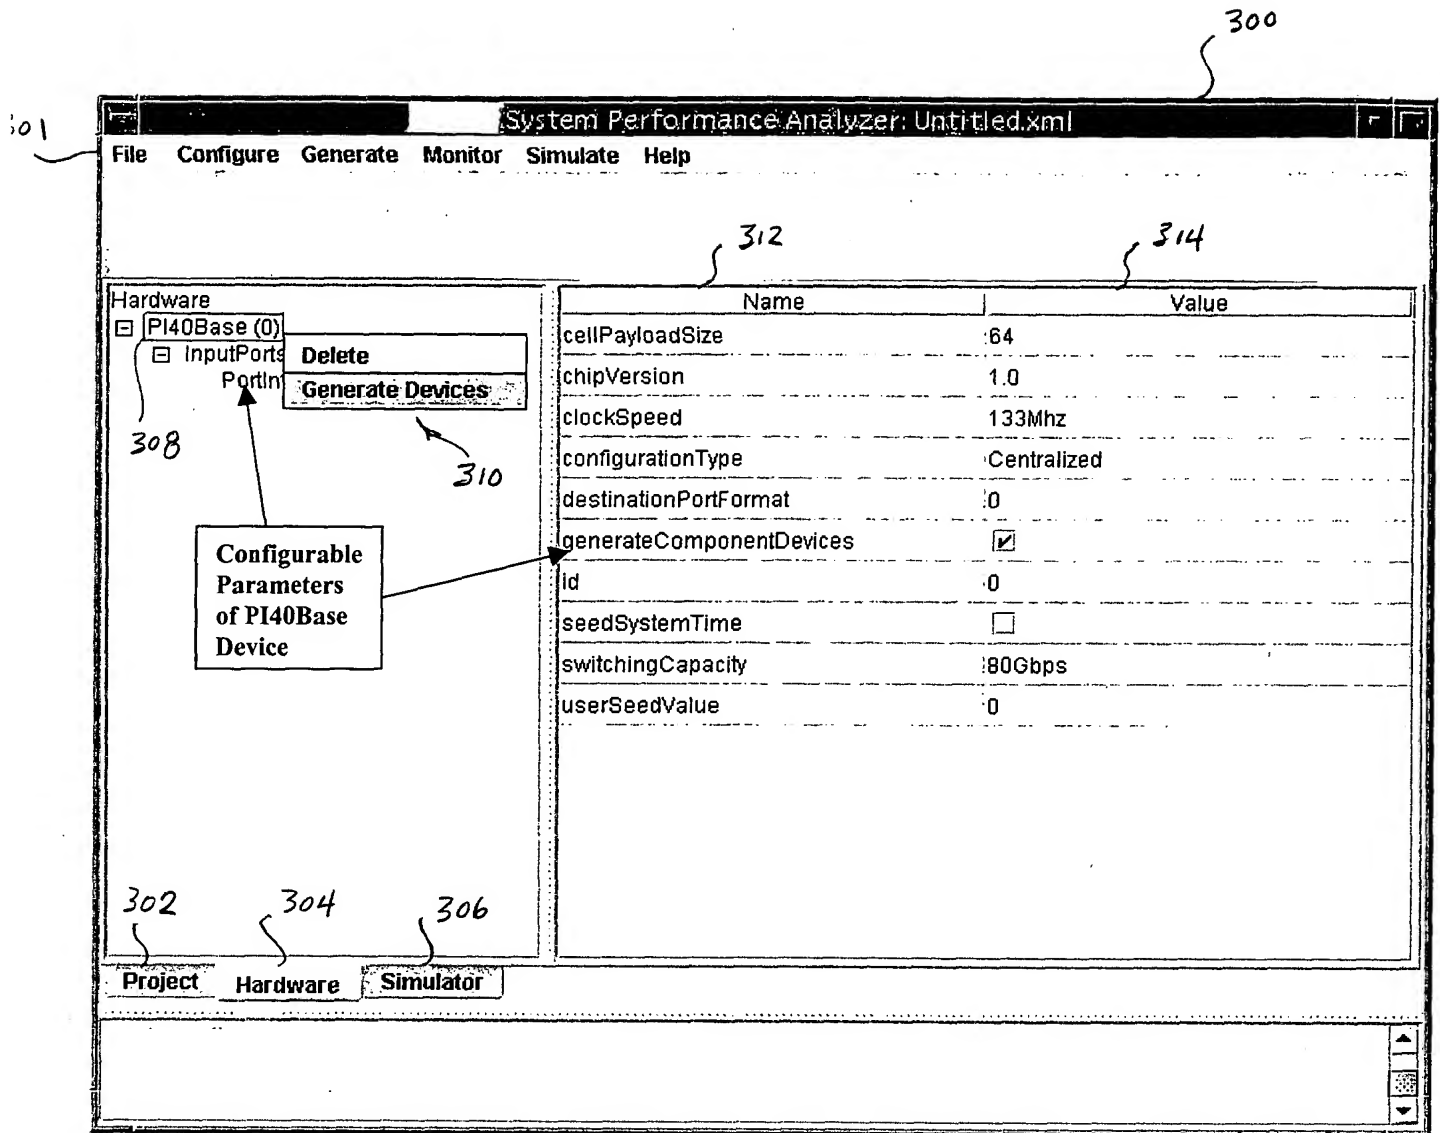 300
System Performance Analyzer: Untitled.xml
File Configure Generate Monitor Simulate Help
312
314
Hardware
PI40Base (0)
InputPorts
Delete
Generate Devices
308
310
Name Value
cellPayloadSize 64
chipVersion 1.0
clockSpeed 133Mhz
configurationType Centralized
destinationPortFormat 0
generateComponentDevices
id 0
seedSystemTime
switchingCapacity 80Gbps
userSeedValue 0
Configurable
Parameters
of PI40Base
Device
302
304
306
Project Hardware Simulator